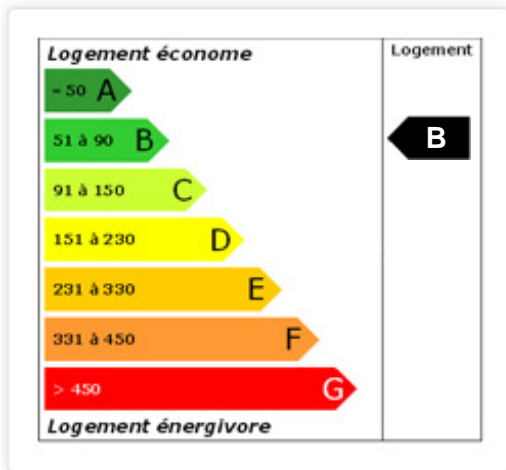 Logement économe
Logement
- 50 A
51 à 90 B
B
91 à 150 C
151 à 230 D
231 à 330 E
331 à 450 F
> 450 G
Logement énergivore